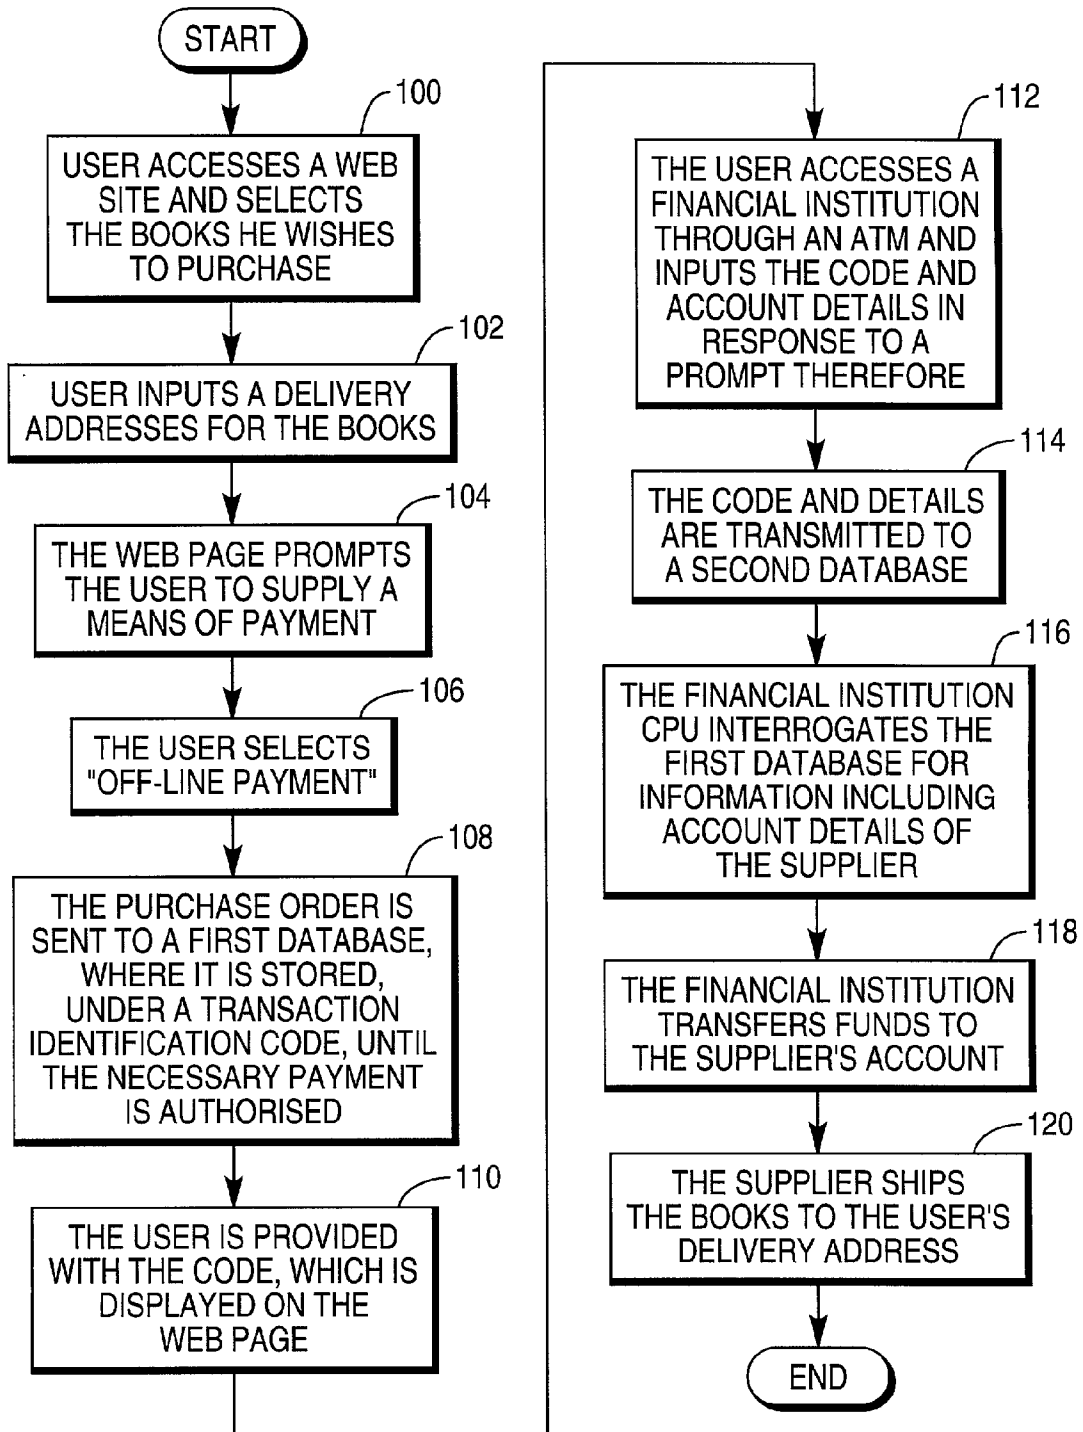 START
100
USER ACCESSES A WEB
SITE AND SELECTS
THE BOOKS HE WISHES
TO PURCHASE
102
USER INPUTS A DELIVERY
ADDRESSES FOR THE BOOKS
104
THE WEB PAGE PROMPTS
THE USER TO SUPPLY A
MEANS OF PAYMENT
106
THE USER SELECTS
"OFF-LINE PAYMENT"
108
THE PURCHASE ORDER IS
SENT TO A FIRST DATABASE,
WHERE IT IS STORED,
UNDER A TRANSACTION
IDENTIFICATION CODE, UNTIL
THE NECESSARY PAYMENT
IS AUTHORISED
110
THE USER IS PROVIDED
WITH THE CODE, WHICH IS
DISPLAYED ON THE
WEB PAGE
112
THE USER ACCESSES A
FINANCIAL INSTITUTION
THROUGH AN ATM AND
INPUTS THE CODE AND
ACCOUNT DETAILS IN
RESPONSE TO A
PROMPT THEREFORE
114
THE CODE AND DETAILS
ARE TRANSMITTED TO
A SECOND DATABASE
116
THE FINANCIAL INSTITUTION
CPU INTERROGATES THE
FIRST DATABASE FOR
INFORMATION INCLUDING
ACCOUNT DETAILS OF
THE SUPPLIER
118
THE FINANCIAL INSTITUTION
TRANSFERS FUNDS TO
THE SUPPLIER'S ACCOUNT
120
THE SUPPLIER SHIPS
THE BOOKS TO THE USER'S
DELIVERY ADDRESS
END